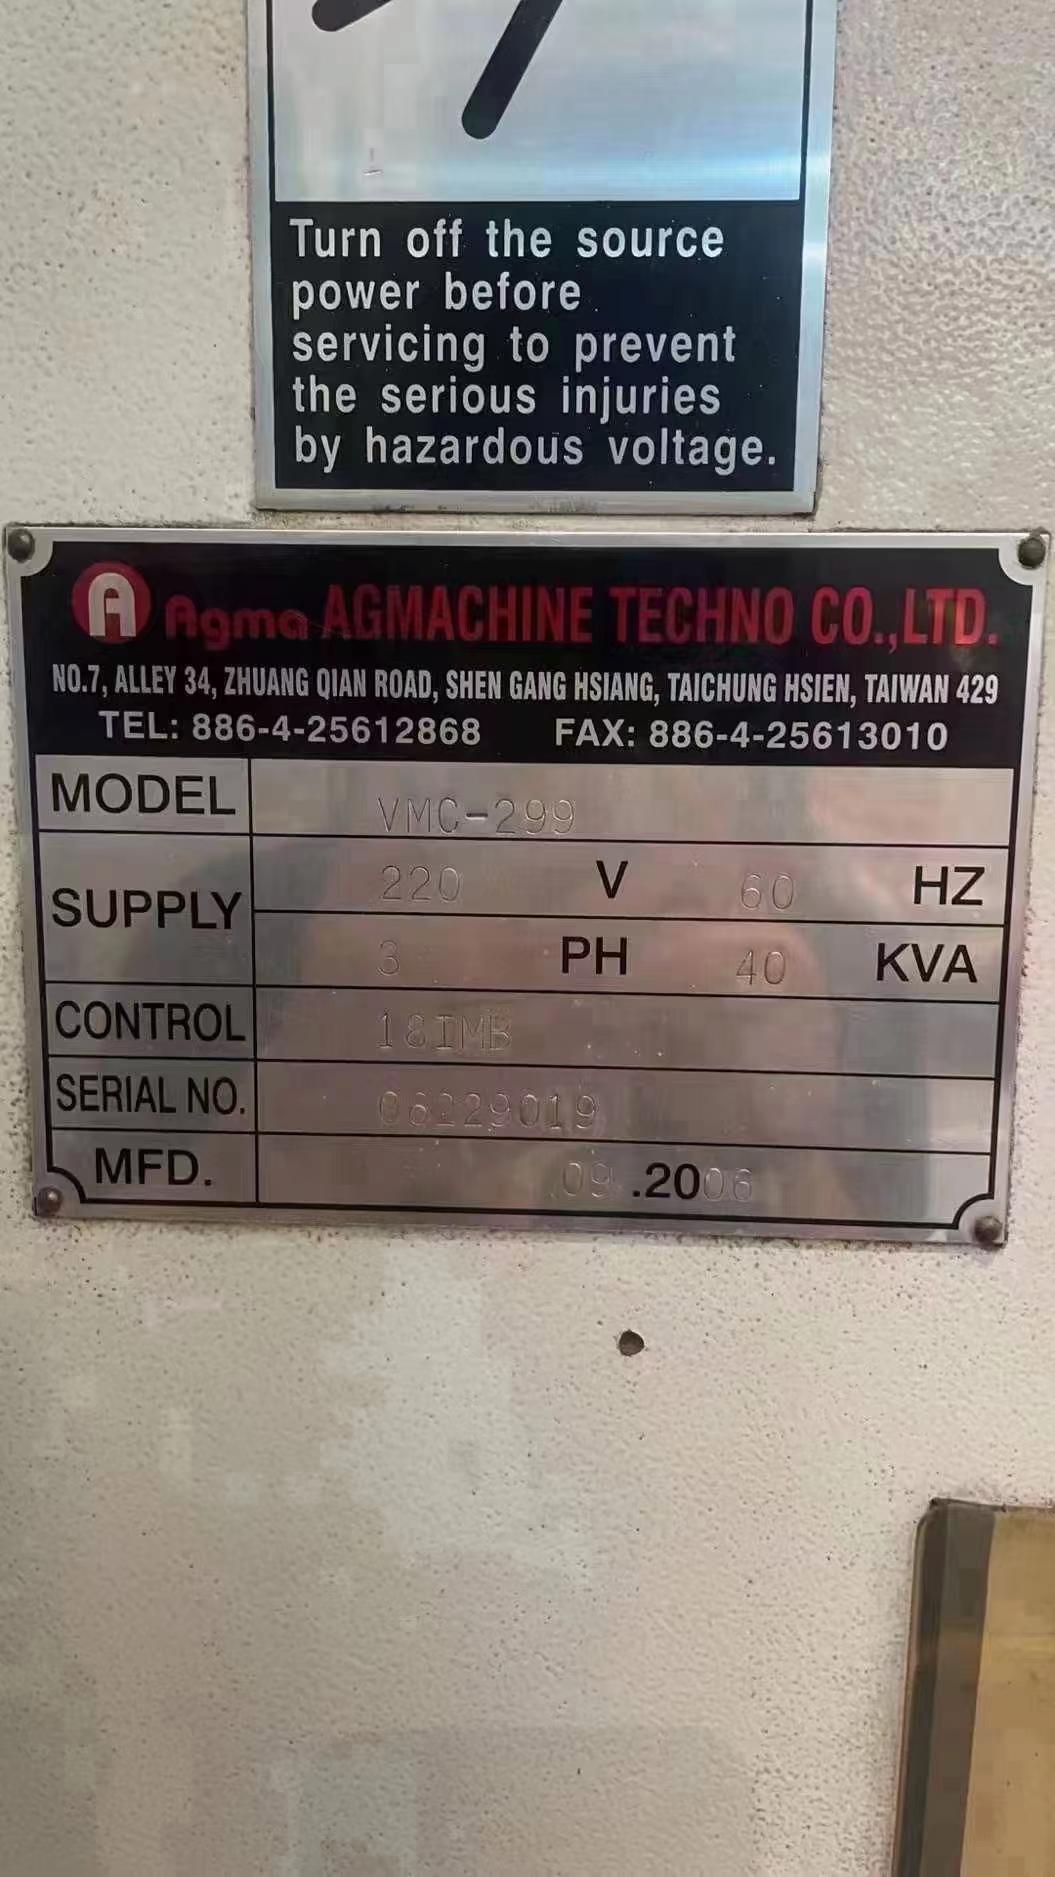 Turn off the source
power before
servicing to prevent
the serious injuries
by hazardous voltage.
A Agma AGMACHINE TECHNO CO.,LTD.
NO.7, ALLEY 34, ZHUANG QIAN ROAD, SHEN GANG HSIANG, TAICHUNG HSIEN, TAIWAN 429
TEL: 886-4-25612868 FAX: 886-4-25613010
MODEL VMC-299
SUPPLY 220 V 60 HZ
3 PH 40 KVA
CONTROL 18IMB
SERIAL NO. 06229019
MFD. 09 .2006